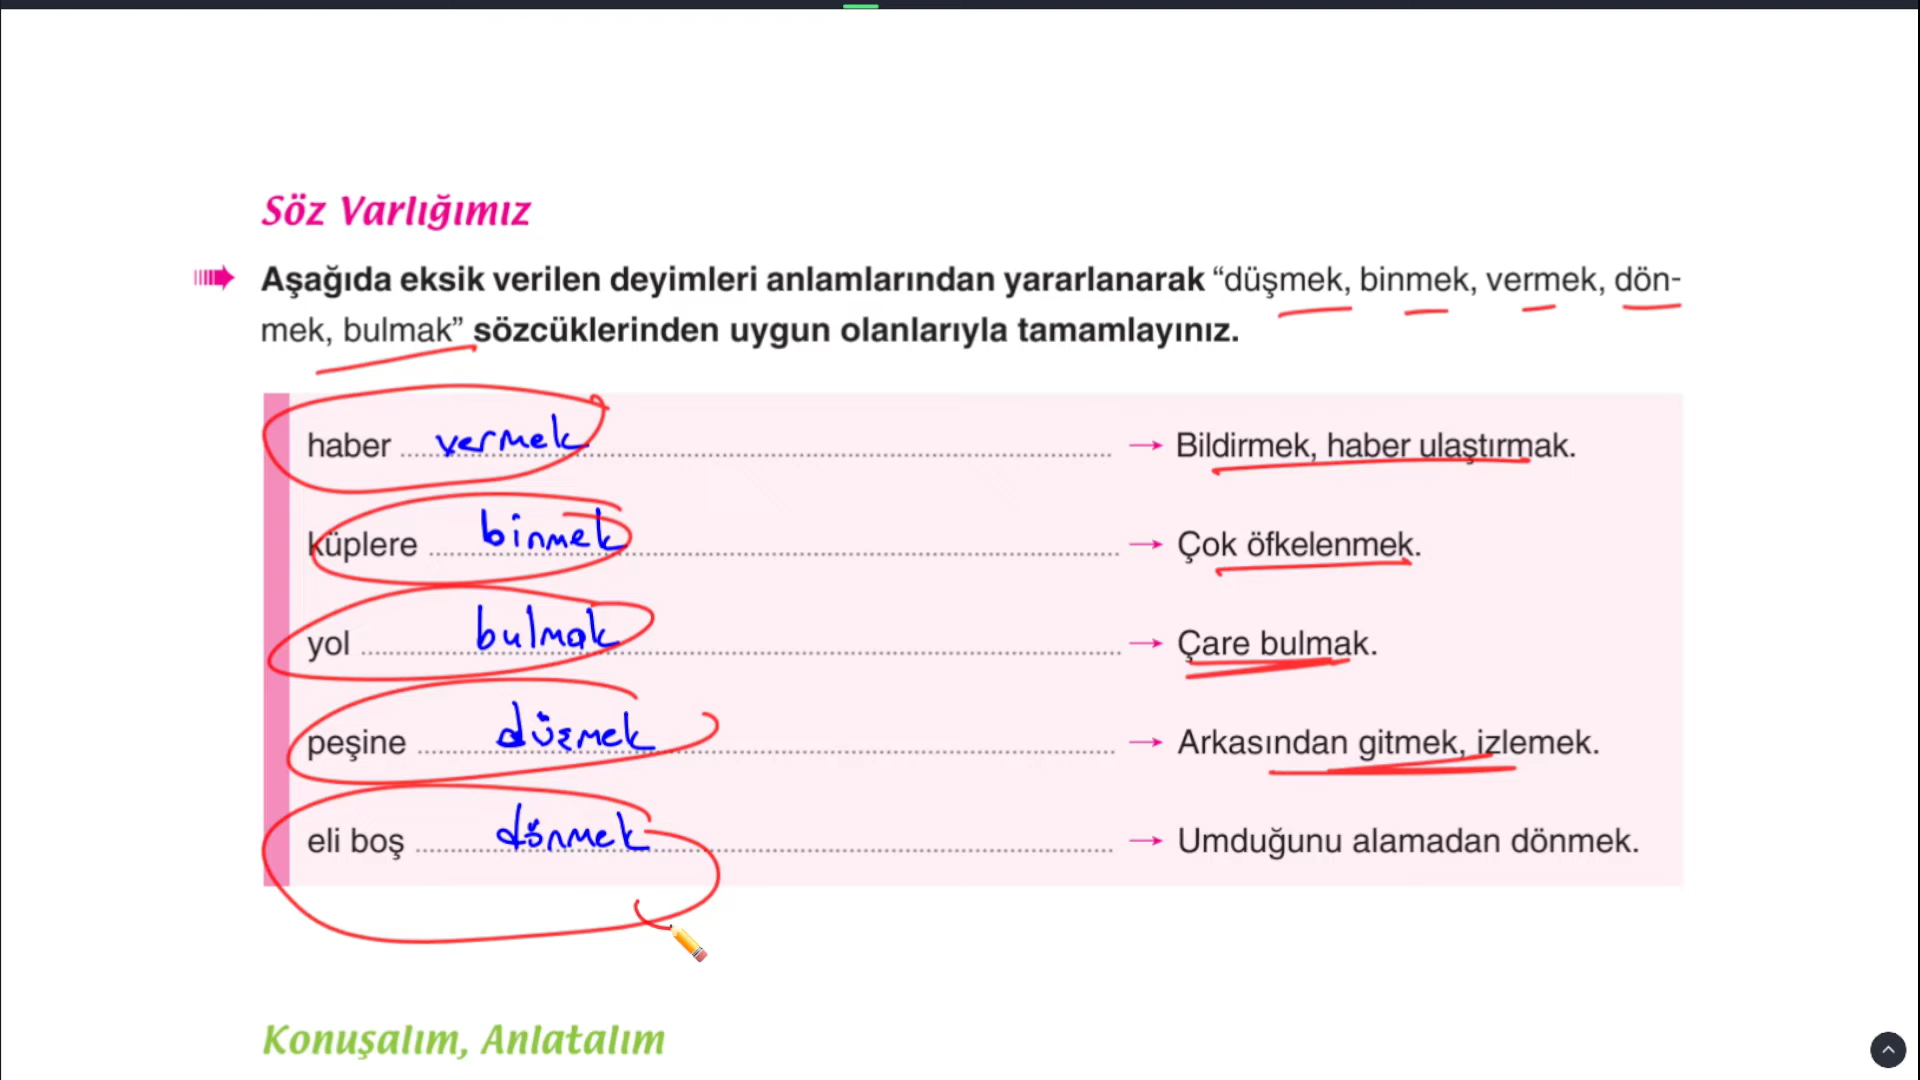 Söz Varlığımız
Aşağıda eksik verilen deyimleri anlamlarından yararlanarak “düşmek, binmek, vermek, dön-
mek, bulmak” sözcüklerinden uygun olanlarıyla tamamlayınız.
haber vermek → Bildirmek, haber ulaştırmak.
küplere binmek → Çok öfkelenmek.
yol bulmak → Çare bulmak.
peşine düşmek → Arkasından gitmek, izlemek.
eli boş dönmek → Umduğunu alamadan dönmek.
Konuşalım, Anlatalım